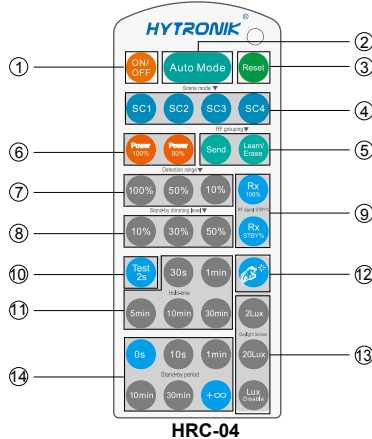 HYTRONIK®
②
① ON/OFF Auto Mode Reset ③
Scene mode ▼
SC1 SC2 SC3 SC4 ④
RF grouping▼
⑥ Power 100% Power 80% Send Learn/Erase ⑤
Detection range▼
⑦ 100% 50% 10% Rx 100%
Stand-by dimming level▼ RF signal STBY% ⑨
⑧ 10% 30% 50% Rx STBY%
⑩ Test 2s 30s 1min ⑫
Hold-time
⑪ 5min 10min 30min 2Lux
Daylight Sensor
0s 10s 1min 20Lux ⑬
⑭ Stand-by period
10min 30min +∞ Lux Disable
HRC-04